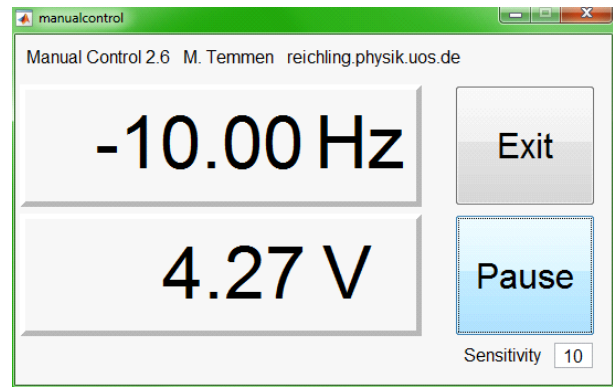 manualcontrol
Manual Control 2.6 M. Temmen reichling.physik.uos.de
-10.00 Hz
Exit
4.27 V
Pause
Sensitivity 10